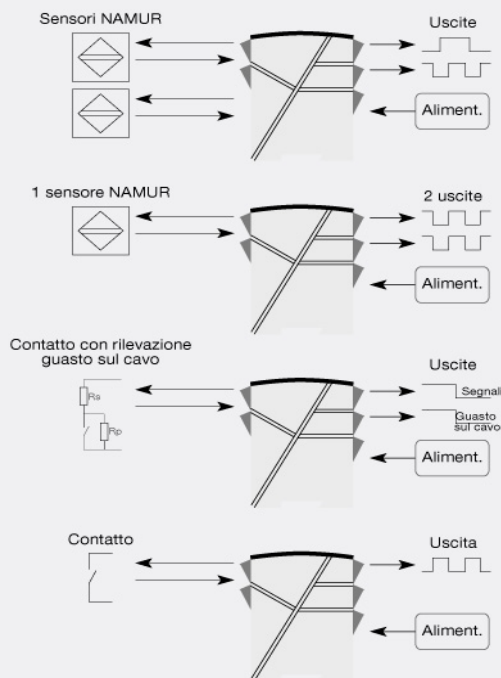 Sensori NAMUR
Uscite
Aliment.
1 sensore NAMUR
2 uscite
Aliment.
Contatto con rilevazione
guasto sul cavo
Uscite
Rs
Rp
Segnali
Guasto
sul cavo
Aliment.
Contatto
Uscita
Aliment.